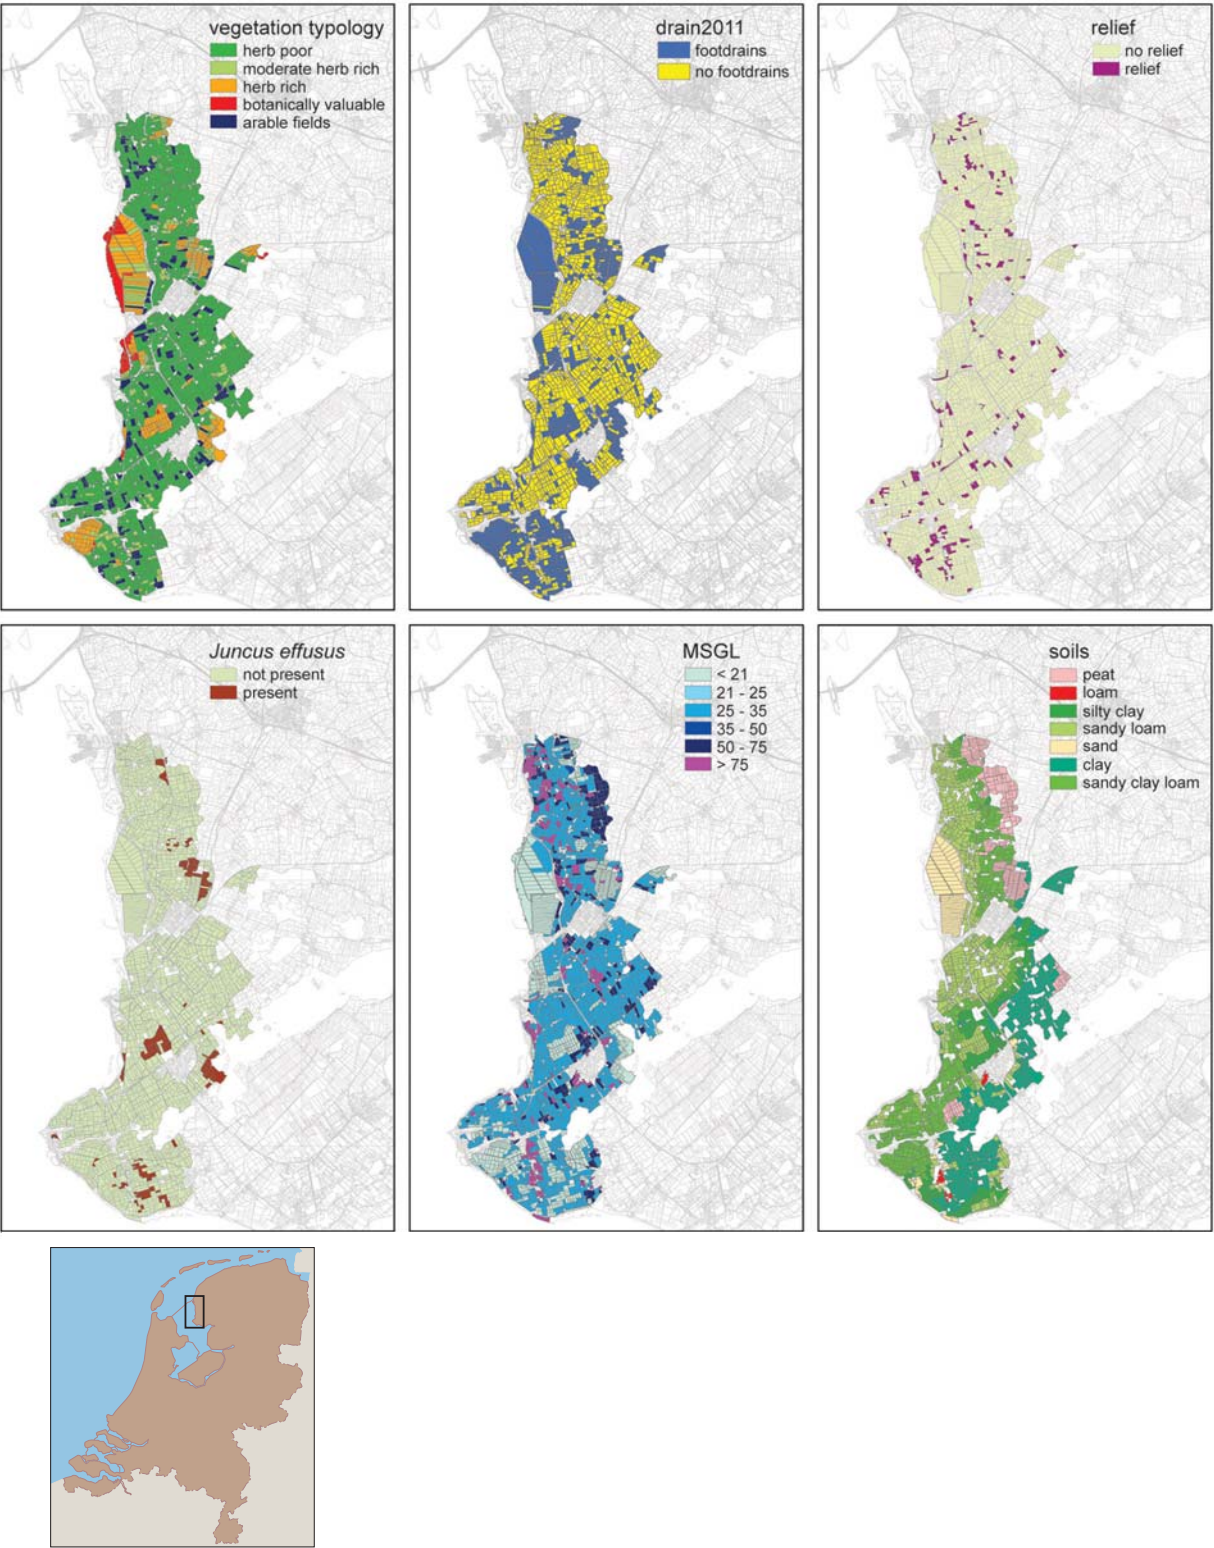 vegetation typology
herb poor
moderate herb rich
herb rich
botanically valuable
arable fields
drain2011
footdrains
no footdrains
relief
no relief
relief
Juncus effusus
not present
present
MSGL
< 21
21 - 25
25 - 35
35 - 50
50 - 75
> 75
soils
peat
loam
silty clay
sandy loam
sand
clay
sandy clay loam